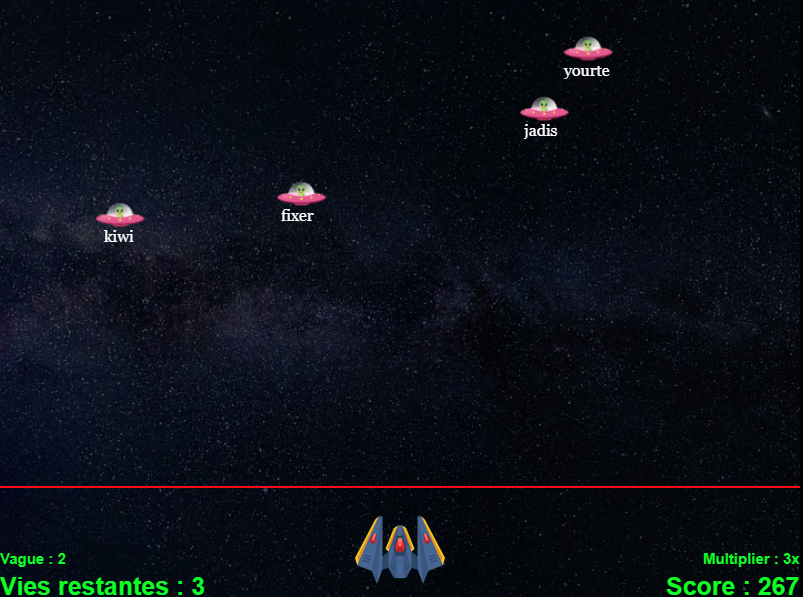 yourte
jadis
fixer
kiwi
Vague : 2
Multiplier : 3x
Vies restantes : 3
Score : 267